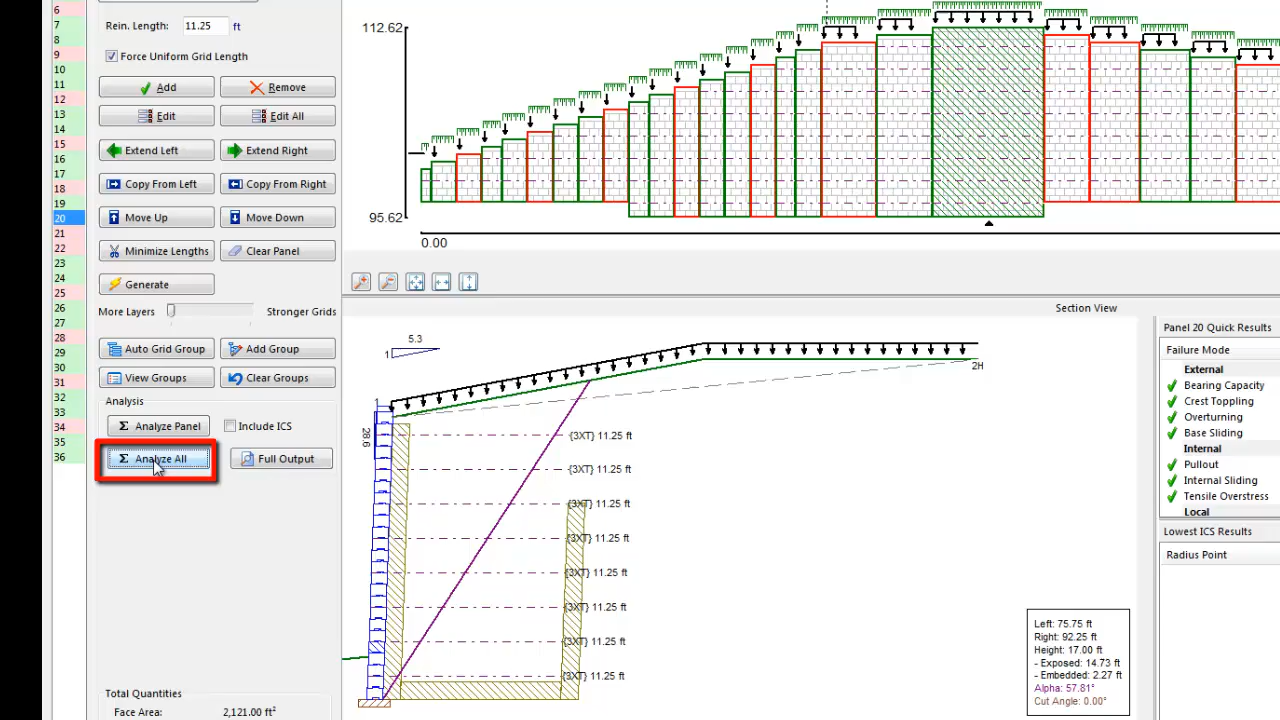 6
7
8
9
10
11
12
13
14
15
16
17
18
19
20
21
22
23
24
25
26
27
28
29
31
32
33
34
35
36
Rein. Length: 11.25 ft
Force Uniform Grid Length
Add Remove
Edit Edit All
Extend Left Extend Right
Copy From Left Copy From Right
Move Up Move Down
Minimize Lengths Clear Panel
Generate
More Layers Stronger Grids
Auto Grid Group Add Group
View Groups Clear Groups
Analysis
Σ Analyze Panel Include ICS
Σ Analyze All Full Output
Total Quantities
Face Area: 2,121.00 ft²
112.62
95.62
0.00
Section View
5.3
1
2H
1
28.6
{3XT} 11.25 ft
{3XT} 11.25 ft
{3XT} 11.25 ft
{3XT} 11.25 ft
{3XT} 11.25 ft
{3XT} 11.25 ft
{3XT} 11.25 ft
{3XT} 11.25 ft
Left: 75.75 ft
Right: 92.25 ft
Height: 17.00 ft
- Exposed: 14.73 ft
- Embedded: 2.27 ft
Alpha: 57.81°
Cut Angle: 0.00°
Panel 20 Quick Results
Failure Mode
External
Bearing Capacity
Crest Toppling
Overturning
Base Sliding
Internal
Pullout
Internal Sliding
Tensile Overstress
Local
Lowest ICS Results
Radius Point